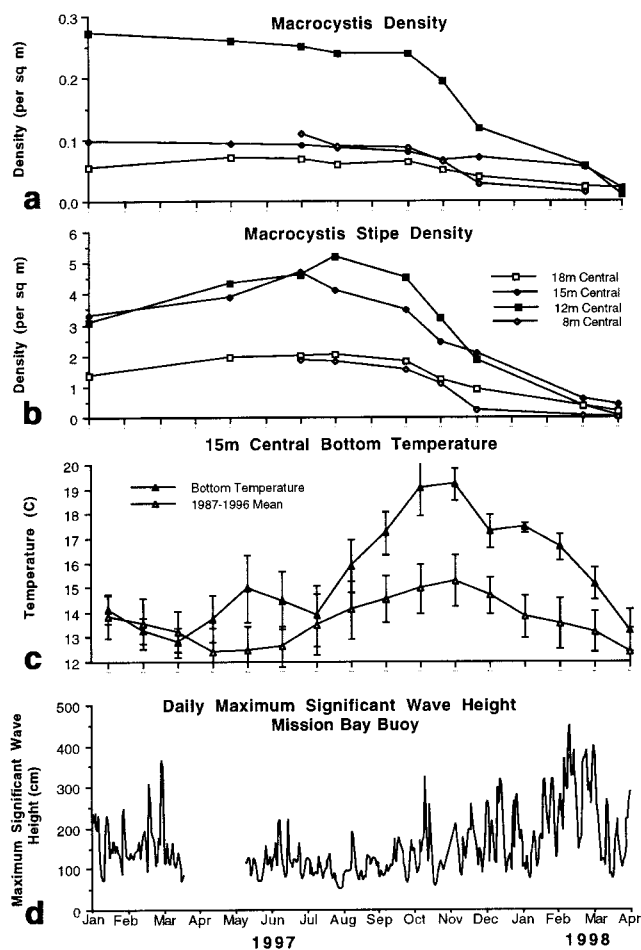 Macrocystis Density
Density (per sq m)
0.3
0.2
0.1
0.0
a
Macrocystis Stipe Density
Density (per sq m)
6
5
4
3
2
1
0
18m Central
15m Central
12m Central
8m Central
b
15m Central Bottom Temperature
Temperature (C)
20
19
18
17
16
15
14
13
12
Bottom Temperature
1987-1996 Mean
c
Daily Maximum Significant Wave Height
Mission Bay Buoy
Maximum Significant Wave
Height (cm)
500
400
300
200
100
0
d
Jan Feb Mar Apr May Jun Jul Aug Sep Oct Nov Dec Jan Feb Mar Apr
1997 1998